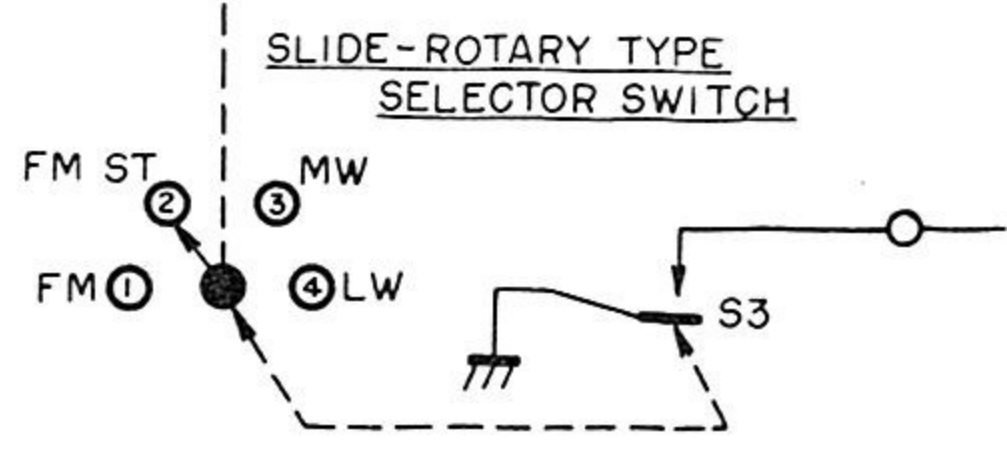 SLIDE-ROTARY TYPE
SELECTOR SWITCH
FM ST
2
3
MW
FM
1
4
LW
S3